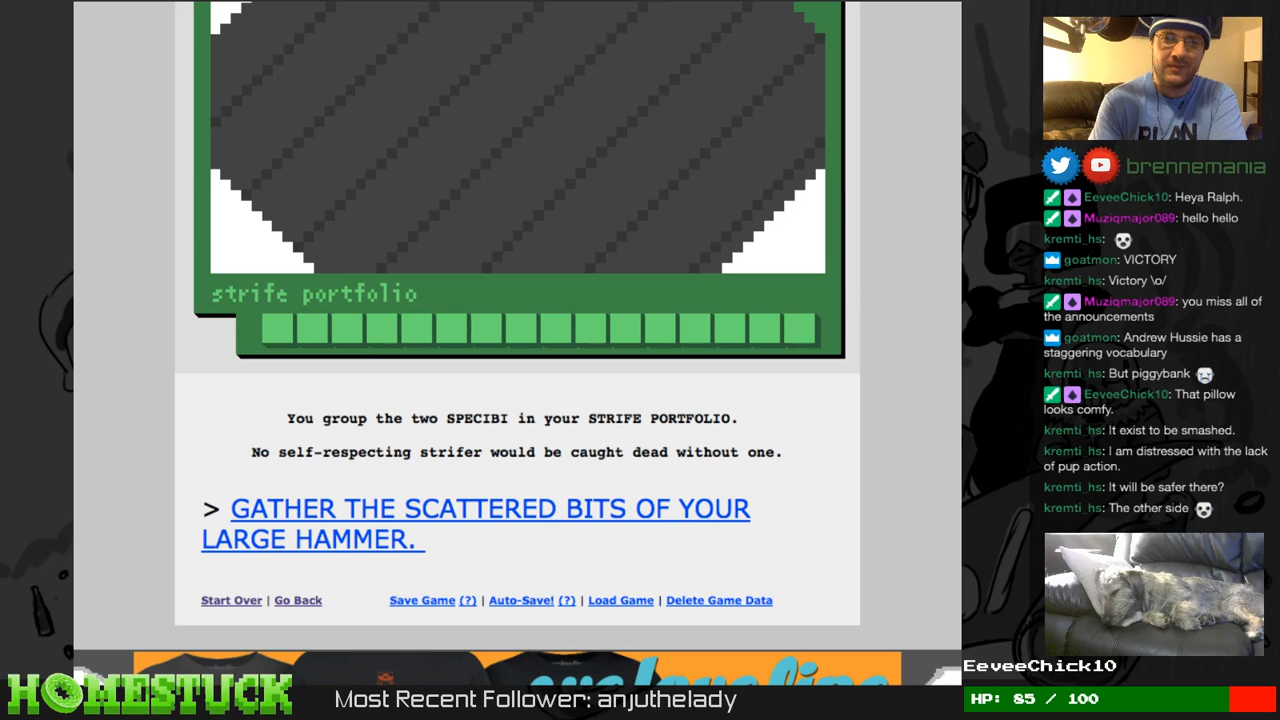 strife portfolio
You group the two SPECIBI in your STRIFE PORTFOLIO.
No self-respecting strifer would be caught dead without one.
> GATHER THE SCATTERED BITS OF YOUR
LARGE HAMMER.
Start Over | Go Back
Save Game (?) | Auto-Save! (?) | Load Game | Delete Game Data
HOMESTUCK
Most Recent Follower: anjuthelady
PLAN
brennemania
EeveeChick10: Heya Ralph.
Muziqmajor089: hello hello
kremti_hs:
goatmon: VICTORY
kremti_hs: Victory \o/
Muziqmajor089: you miss all of
the announcements
goatmon: Andrew Hussie has a
staggering vocabulary
kremti_hs: But piggybank
EeveeChick10: That pillow
looks comfy.
kremti_hs: It exist to be smashed.
kremti_hs: I am distressed with the lack
of pup action.
kremti_hs: It will be safer there?
kremti_hs: The other side
EeveeChick10
HP: 85 / 100